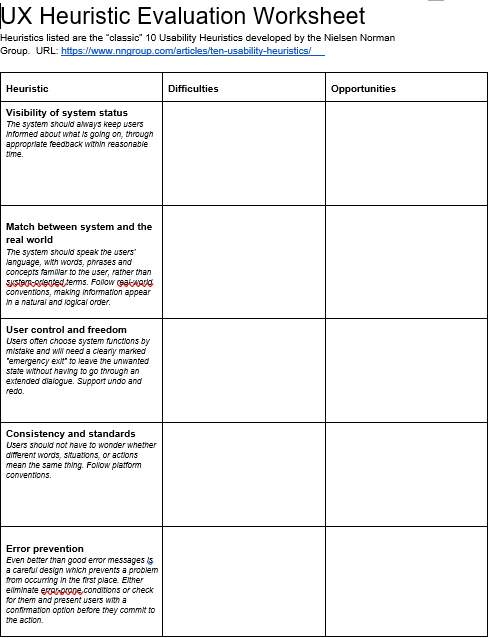 UX Heuristic Evaluation Worksheet
Heuristics listed are the "classic" 10 Usability Heuristics developed by the Nielsen Norman
Group.  URL: https://www.nngroup.com/articles/ten-usability-heuristics/
Heuristic
Difficulties
Opportunities
Visibility of system status
The system should always keep users
informed about what is going on, through
appropriate feedback within reasonable
time.
Match between system and the
real world
The system should speak the users'
language, with words, phrases and
concepts familiar to the user, rather than
system-oriented terms. Follow real-world
conventions, making information appear
in a natural and logical order.
User control and freedom
Users often choose system functions by
mistake and will need a clearly marked
"emergency exit" to leave the unwanted
state without having to go through an
extended dialogue. Support undo and
redo.
Consistency and standards
Users should not have to wonder whether
different words, situations, or actions
mean the same thing. Follow platform
conventions.
Error prevention
Even better than good error messages is
a careful design which prevents a problem
from occurring in the first place. Either
eliminate error-prone conditions or check
for them and present users with a
confirmation option before they commit to
the action.